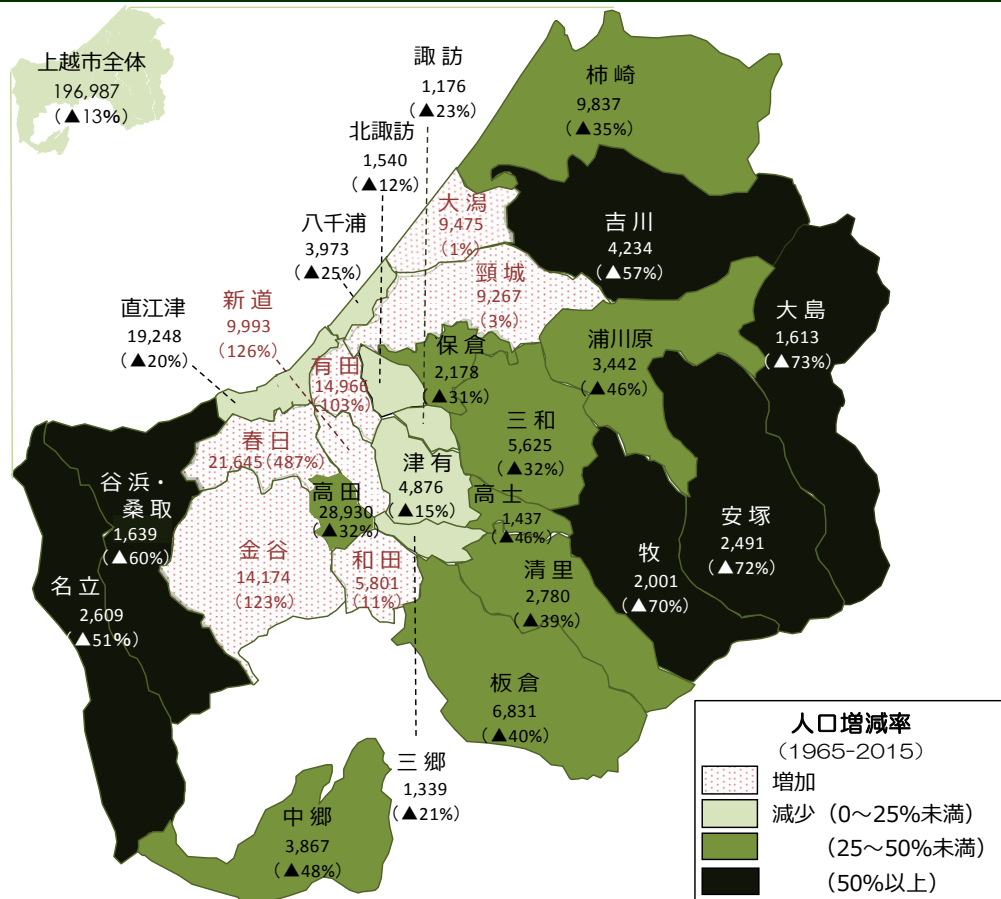 上越市全体
196,987
(▲13%)
諏訪
1,176
(▲23%)
柿崎
9,837
(▲35%)
北諏訪
1,540
(▲12%)
大潟
9,475
(1%)
吉川
4,234
(▲57%)
八千浦
3,973
(▲25%)
頸城
9,267
(3%)
新道
9,993
(126%)
直江津
19,248
(▲20%)
大島
1,613
(▲73%)
浦川原
3,442
(▲46%)
保倉
2,178
(▲31%)
有田
14,966
(103%)
三和
5,625
(▲32%)
春日
21,645(487%)
津有
4,876
(▲15%)
谷浜・
桑取
1,639
(▲60%)
高田
28,930
(▲32%)
高士
1,437
(▲46%)
安塚
2,491
(▲72%)
金谷
14,174
(123%)
和田
5,801
(11%)
牧
2,001
(▲70%)
清里
2,780
(▲39%)
名立
2,609
(▲51%)
板倉
6,831
(▲40%)
三郷
1,339
(▲21%)
中郷
3,867
(▲48%)
人口増減率
(1965-2015)
増加
減少 (0~25%未満)
(25~50%未満)
(50%以上)